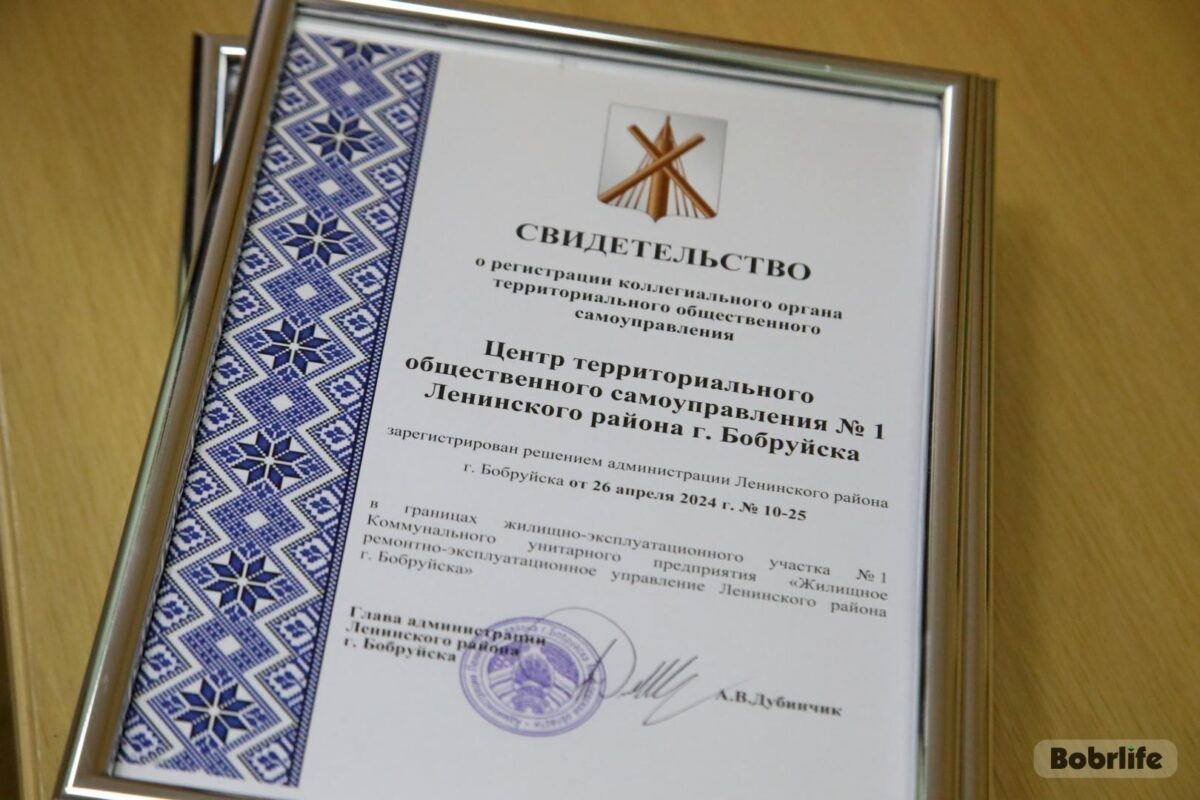 СВИДЕТЕЛЬСТВО
о регистрации коллегиального органа
территориального общественного
самоуправления
Центр территориального
общественного самоуправления № 1
Ленинского района г. Бобруйска
зарегистрирован решением администрации Ленинского района
г. Бобруйска от 26 апреля 2024 г. № 10-25
в границах жилищно-эксплуатационного участка №1
Коммунального унитарного предприятия «Жилищное
ремонтно-эксплуатационное управление Ленинского района
г. Бобруйска»
Глава администрации
Ленинского района
г. Бобруйска
А.В.Дубинчик
Bobrlife